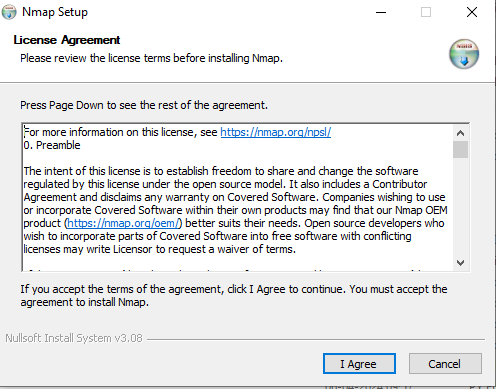 Nmap Setup
License Agreement
Please review the license terms before installing Nmap.
Press Page Down to see the rest of the agreement.
For more information on this license, see https://nmap.org/npsl/
0. Preamble
The intent of this license is to establish freedom to share and change the software
regulated by this license under the open source model. It also includes a Contributor
Agreement and disclaims any warranty on Covered Software. Companies wishing to use
or incorporate Covered Software within their own products may find that our Nmap OEM
product (https://nmap.org/oem/) better suits their needs. Open source developers who
wish to incorporate parts of Covered Software into free software with conflicting
licenses may write Licensor to request a waiver of terms.
If you accept the terms of the agreement, click I Agree to continue. You must accept the
agreement to install Nmap.
Nullsoft Install System v3.08
I Agree
Cancel